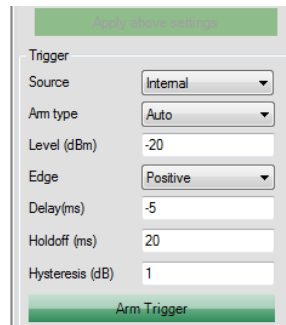 Apply above settings
Trigger
Source Internal
Arm type Auto
Level (dBm) -20
Edge Positive
Delay(ms) -5
Holdoff (ms) 20
Hysteresis (dB) 1
Arm Trigger